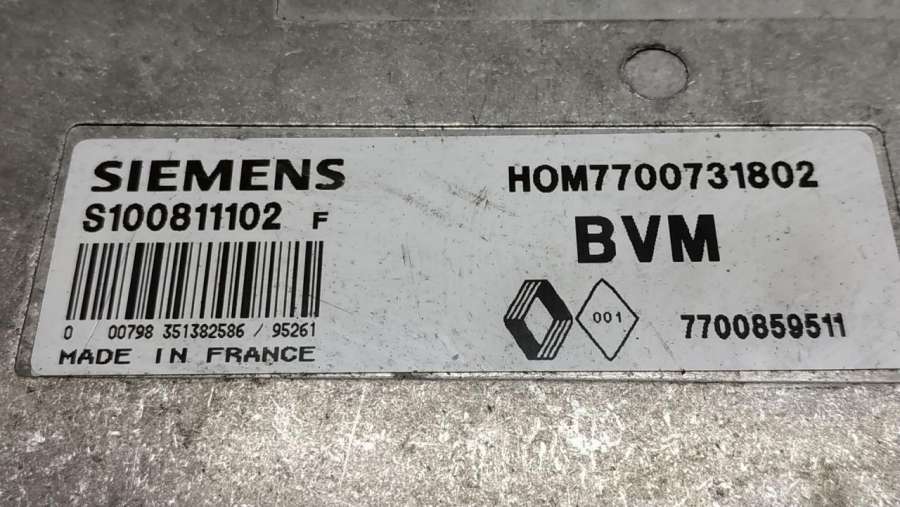 SIEMENS
S100811102 F
0 00798 351382586 / 95261
MADE IN FRANCE
HOM7700731802
BVM
001
7700859511